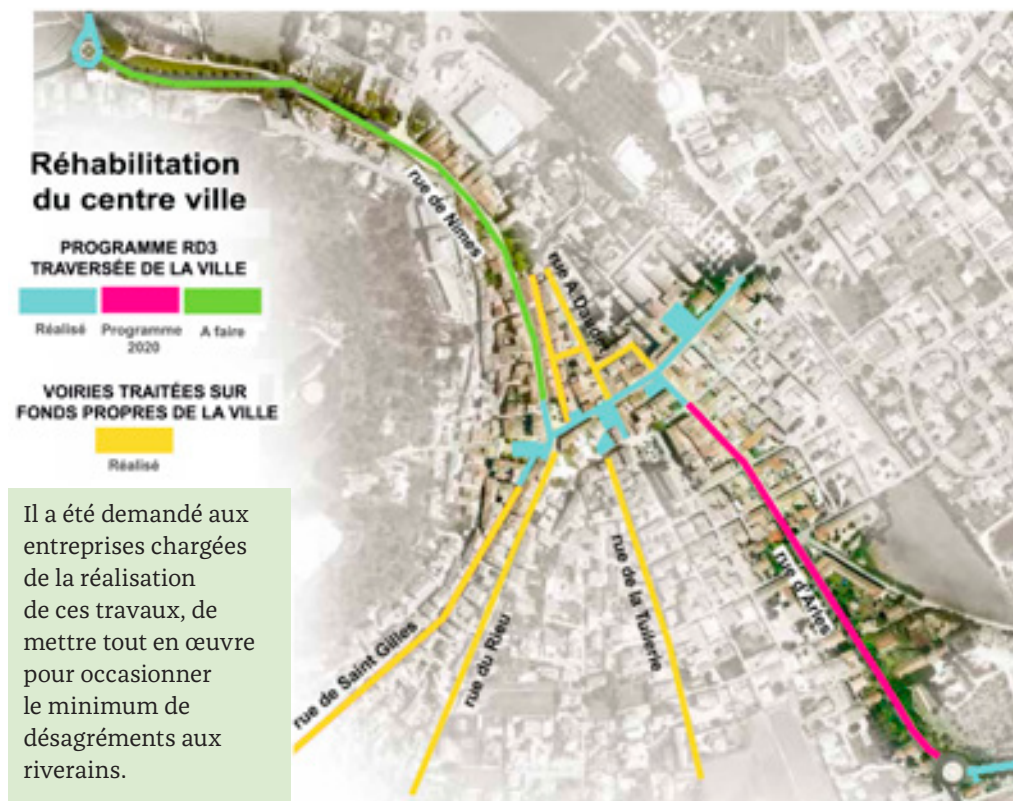 Réhabilitation
du centre ville
PROGRAMME RD3
TRAVERSÉE DE LA VILLE
Réalisé Programme 2020 A faire
VOIRIES TRAITÉES SUR
FONDS PROPRES DE LA VILLE
Réalisé
Il a été demandé aux
entreprises chargées
de la réalisation
de ces travaux, de
mettre tout en œuvre
pour occasionner
le minimum de
désagréments aux
riverains.
rue de Nimes
rue A.
rue de Saint Gilles
rue du Rieu
rue de la Tuilerie
rue d'Arles